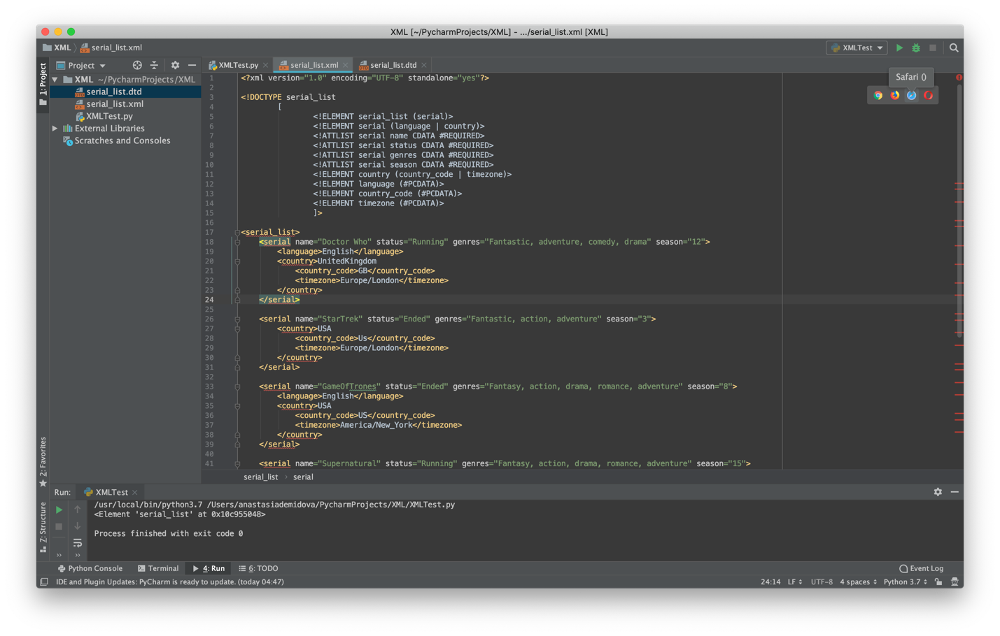 XML [~/PycharmProjects/XML] - .../serial_list.xml [XML]
XML serial_list.xml
XMLTest
1: Project
Project
XMLTest.py
serial_list.xml
serial_list.dtd
Safari ()
XML ~/PycharmProjects/XML
serial_list.dtd
serial_list.xml
XMLTest.py
External Libraries
Scratches and Consoles
1 <?xml version="1.0" encoding="UTF-8" standalone="yes"?>
2
3 <!DOCTYPE serial_list
4 [
5 <!ELEMENT serial_list (serial)>
6 <!ELEMENT serial (language | country)>
7 <!ATTLIST serial name CDATA #REQUIRED>
8 <!ATTLIST serial status CDATA #REQUIRED>
9 <!ATTLIST serial genres CDATA #REQUIRED>
10 <!ATTLIST serial season CDATA #REQUIRED>
11 <!ELEMENT country (country_code | timezone)>
12 <!ELEMENT language (#PCDATA)>
13 <!ELEMENT country_code (#PCDATA)>
14 <!ELEMENT timezone (#PCDATA)>
15 ]>
16
17 <serial_list>
18 <serial name="Doctor Who" status="Running" genres="Fantastic, adventure, comedy, drama" season="12">
19 <language>English</language>
20 <country>UnitedKingdom
21 <country_code>GB</country_code>
22 <timezone>Europe/London</timezone>
23 </country>
24 </serial>
25
26 <serial name="StarTrek" status="Ended" genres="Fantastic, action, adventure" season="3">
27 <country>USA
28 <country_code>Us</country_code>
29 <timezone>Europe/London</timezone>
30 </country>
31 </serial>
32
33 <serial name="GameOfTrones" status="Ended" genres="Fantasy, action, drama, romance, adventure" season="8">
34 <language>English</language>
35 <country>USA
36 <country_code>US</country_code>
37 <timezone>America/New_York</timezone>
38 </country>
39 </serial>
40
41 <serial name="Supernatural" status="Running" genres="Fantasy, action, drama, romance, adventure" season="15">
serial_list › serial
2: Favorites
7: Structure
Run: XMLTest
/usr/local/bin/python3.7 /Users/anastasiademidova/PycharmProjects/XML/XMLTest.py
<Element 'serial_list' at 0x10c955048>
Process finished with exit code 0
Python Console
Terminal
4: Run
6: TODO
Event Log
IDE and Plugin Updates: PyCharm is ready to update. (today 04:47)
24:14 LF UTF-8 4 spaces Python 3.7